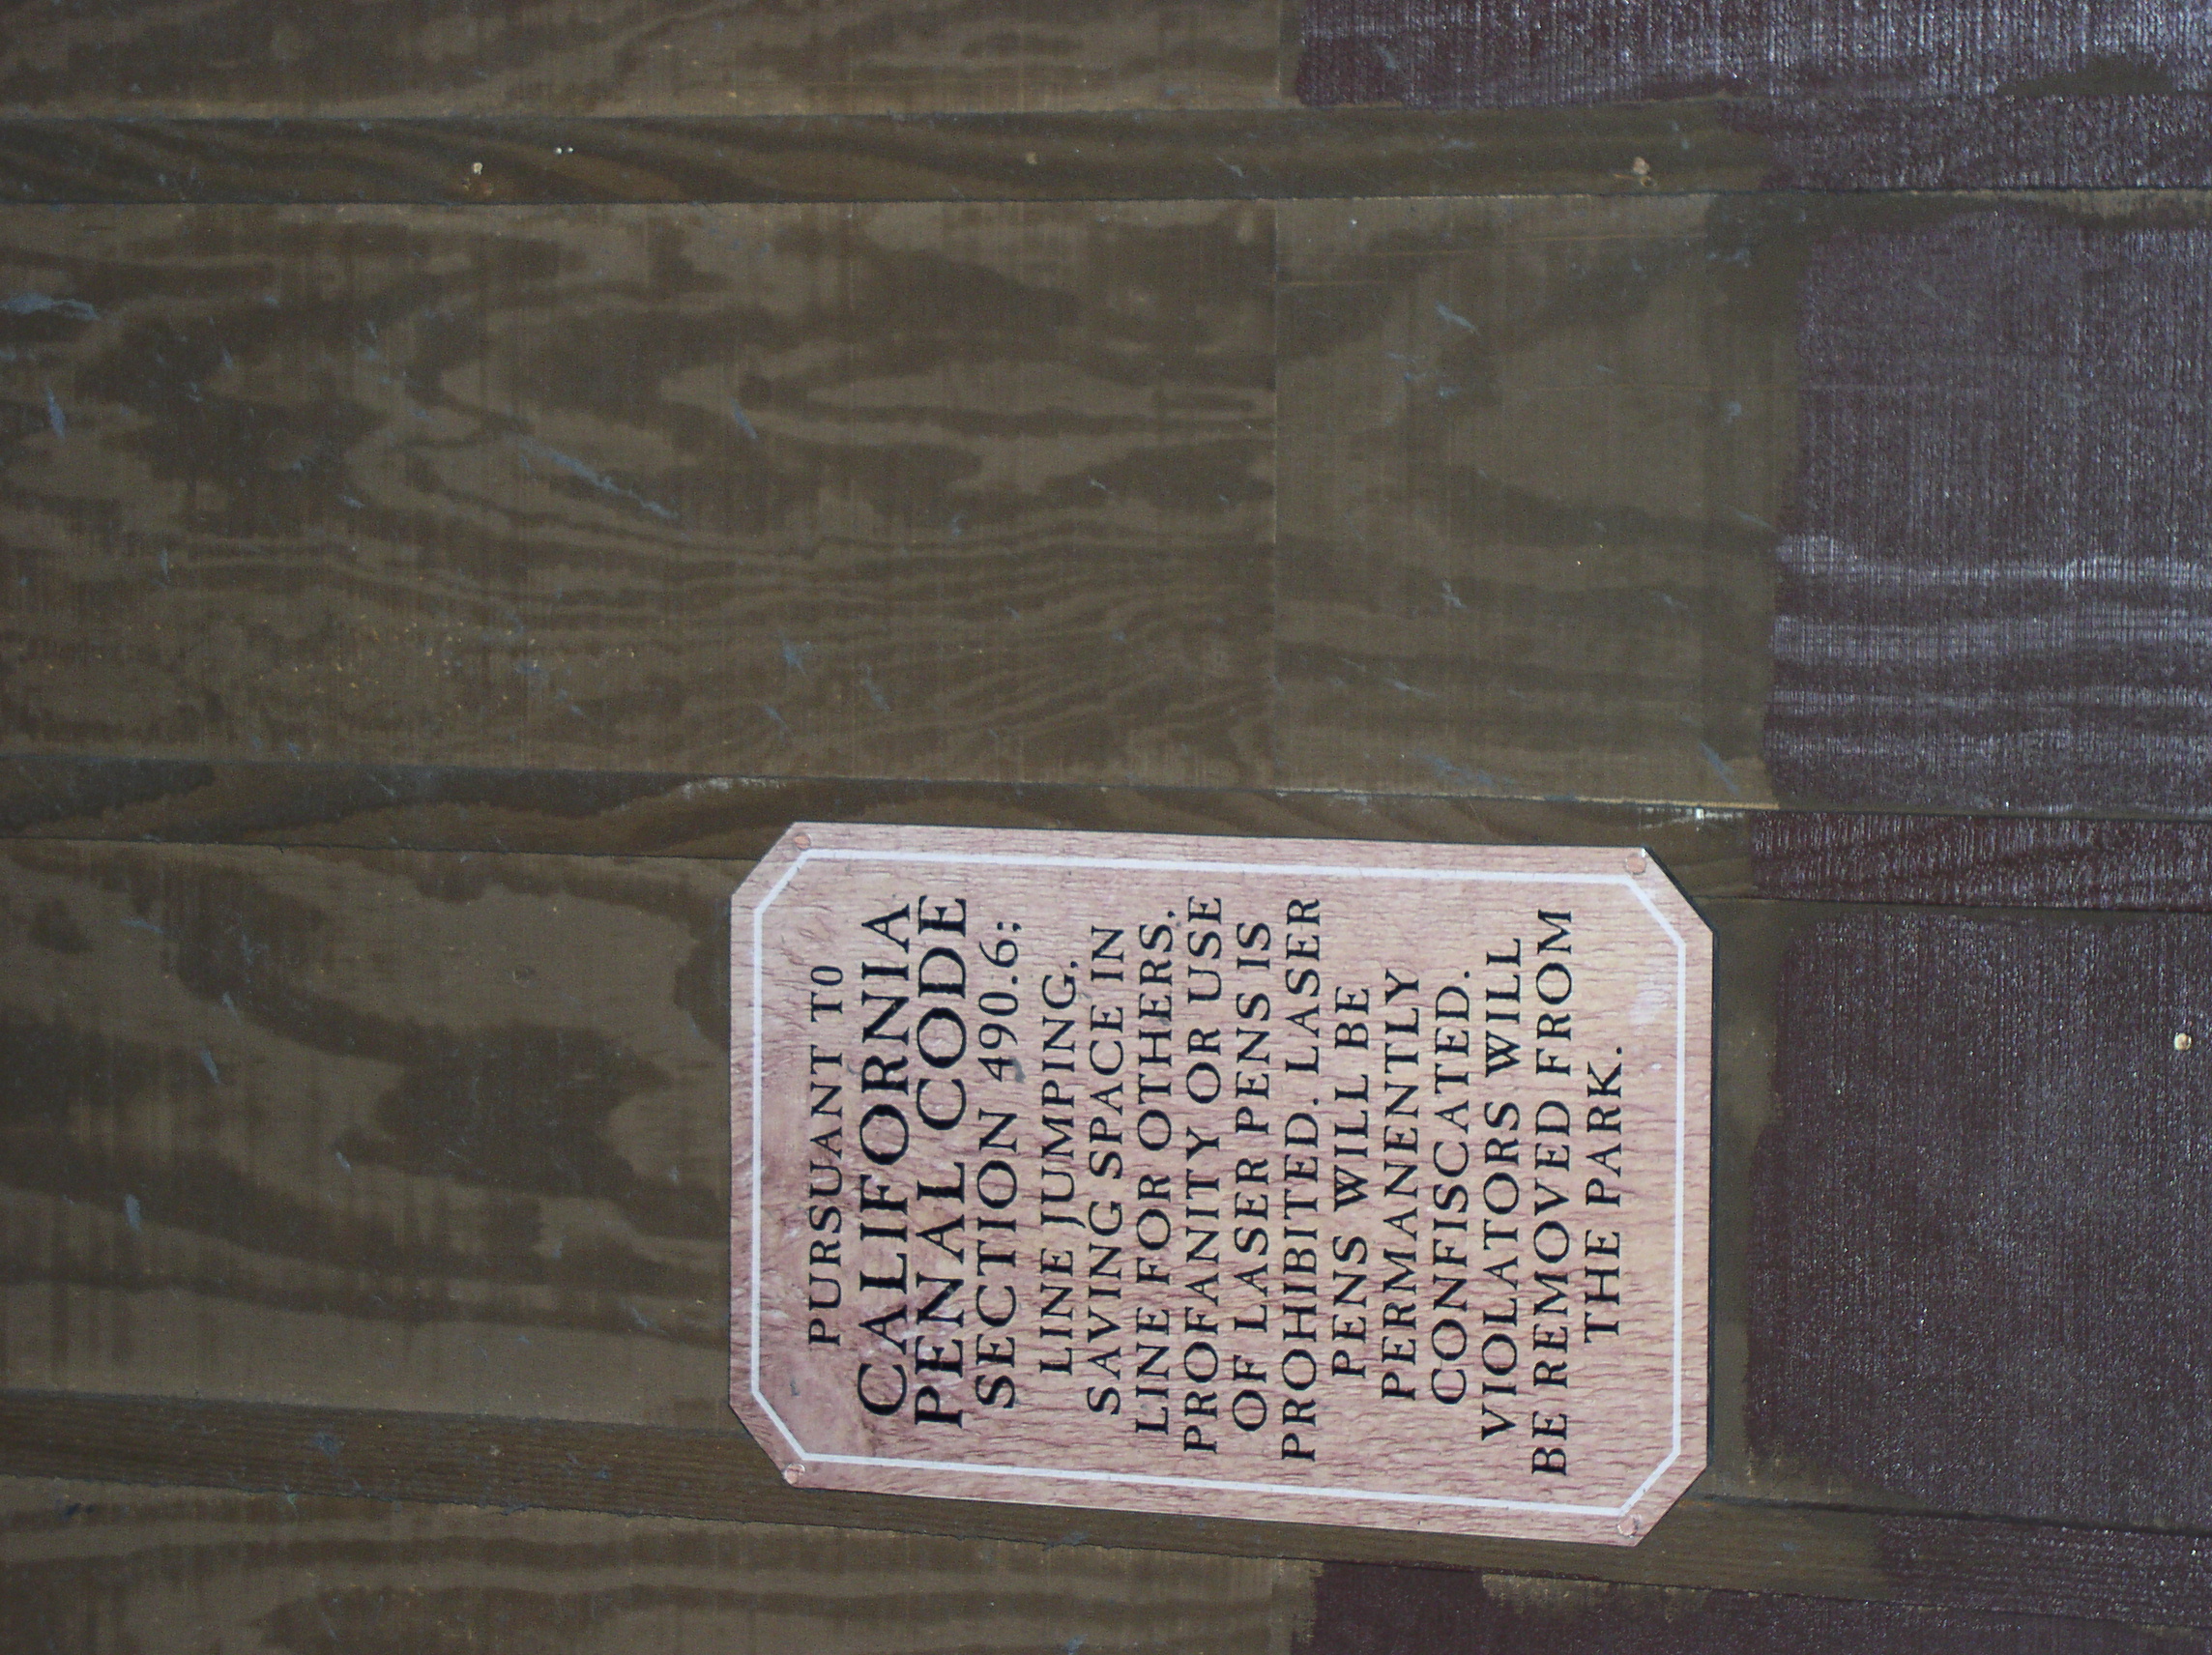 PURSUANT TO
CALIFORNIA
PENAL CODE
SECTION 490.6;
LINE JUMPING,
SAVING SPACE IN
LINE FOR OTHERS,
PROFANITY OR USE
OF LASER PENS IS
PROHIBITED. LASER
PENS WILL BE
PERMANENTLY
CONFISCATED.
VIOLATORS WILL
BE REMOVED FROM
THE PARK.